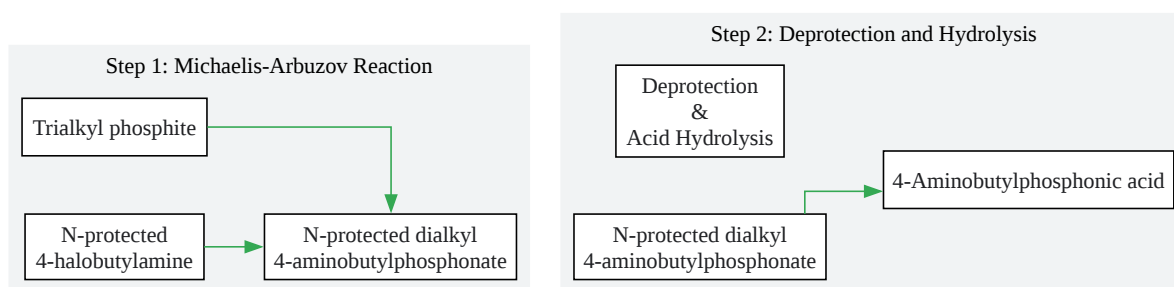 Step 1: Michaelis-Arbuzov Reaction
Trialkyl phosphite
N-protected
4-halobutylamine
N-protected dialkyl
4-aminobutylphosphonate
Step 2: Deprotection and Hydrolysis
Deprotection
&
Acid Hydrolysis
4-Aminobutylphosphonic acid
N-protected dialkyl
4-aminobutylphosphonate